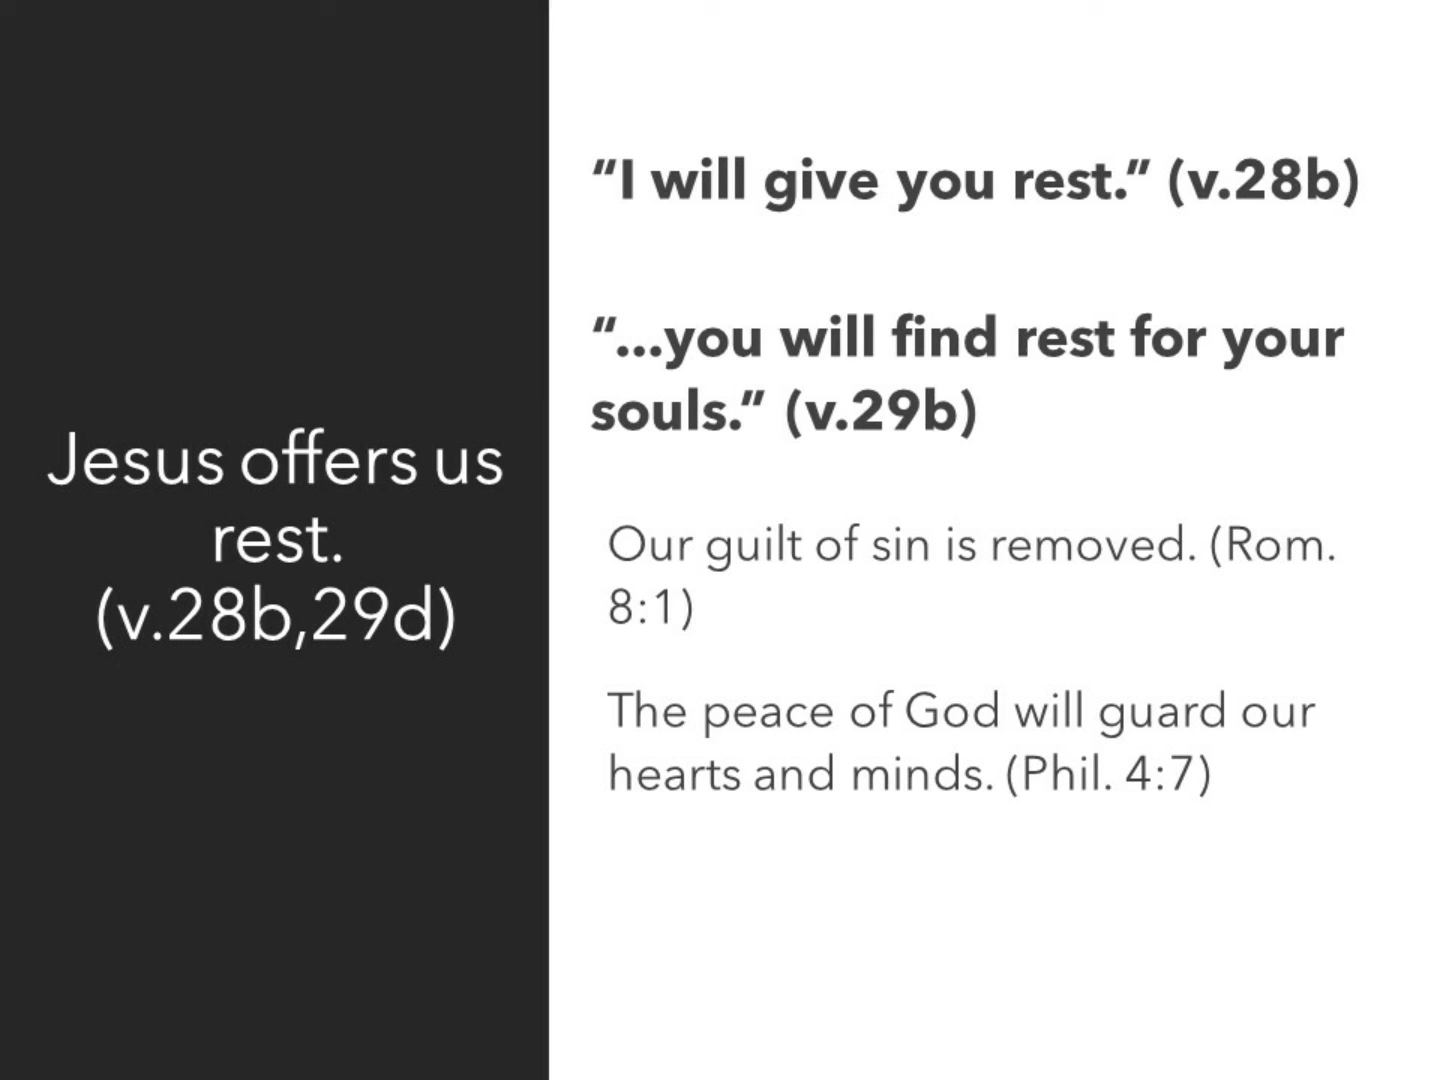 Jesus offers us
rest.
(v.28b,29d)
“I will give you rest.” (v.28b)
“...you will find rest for your
souls.” (v.29b)
Our guilt of sin is removed. (Rom.
8:1)
The peace of God will guard our
hearts and minds. (Phil. 4:7)